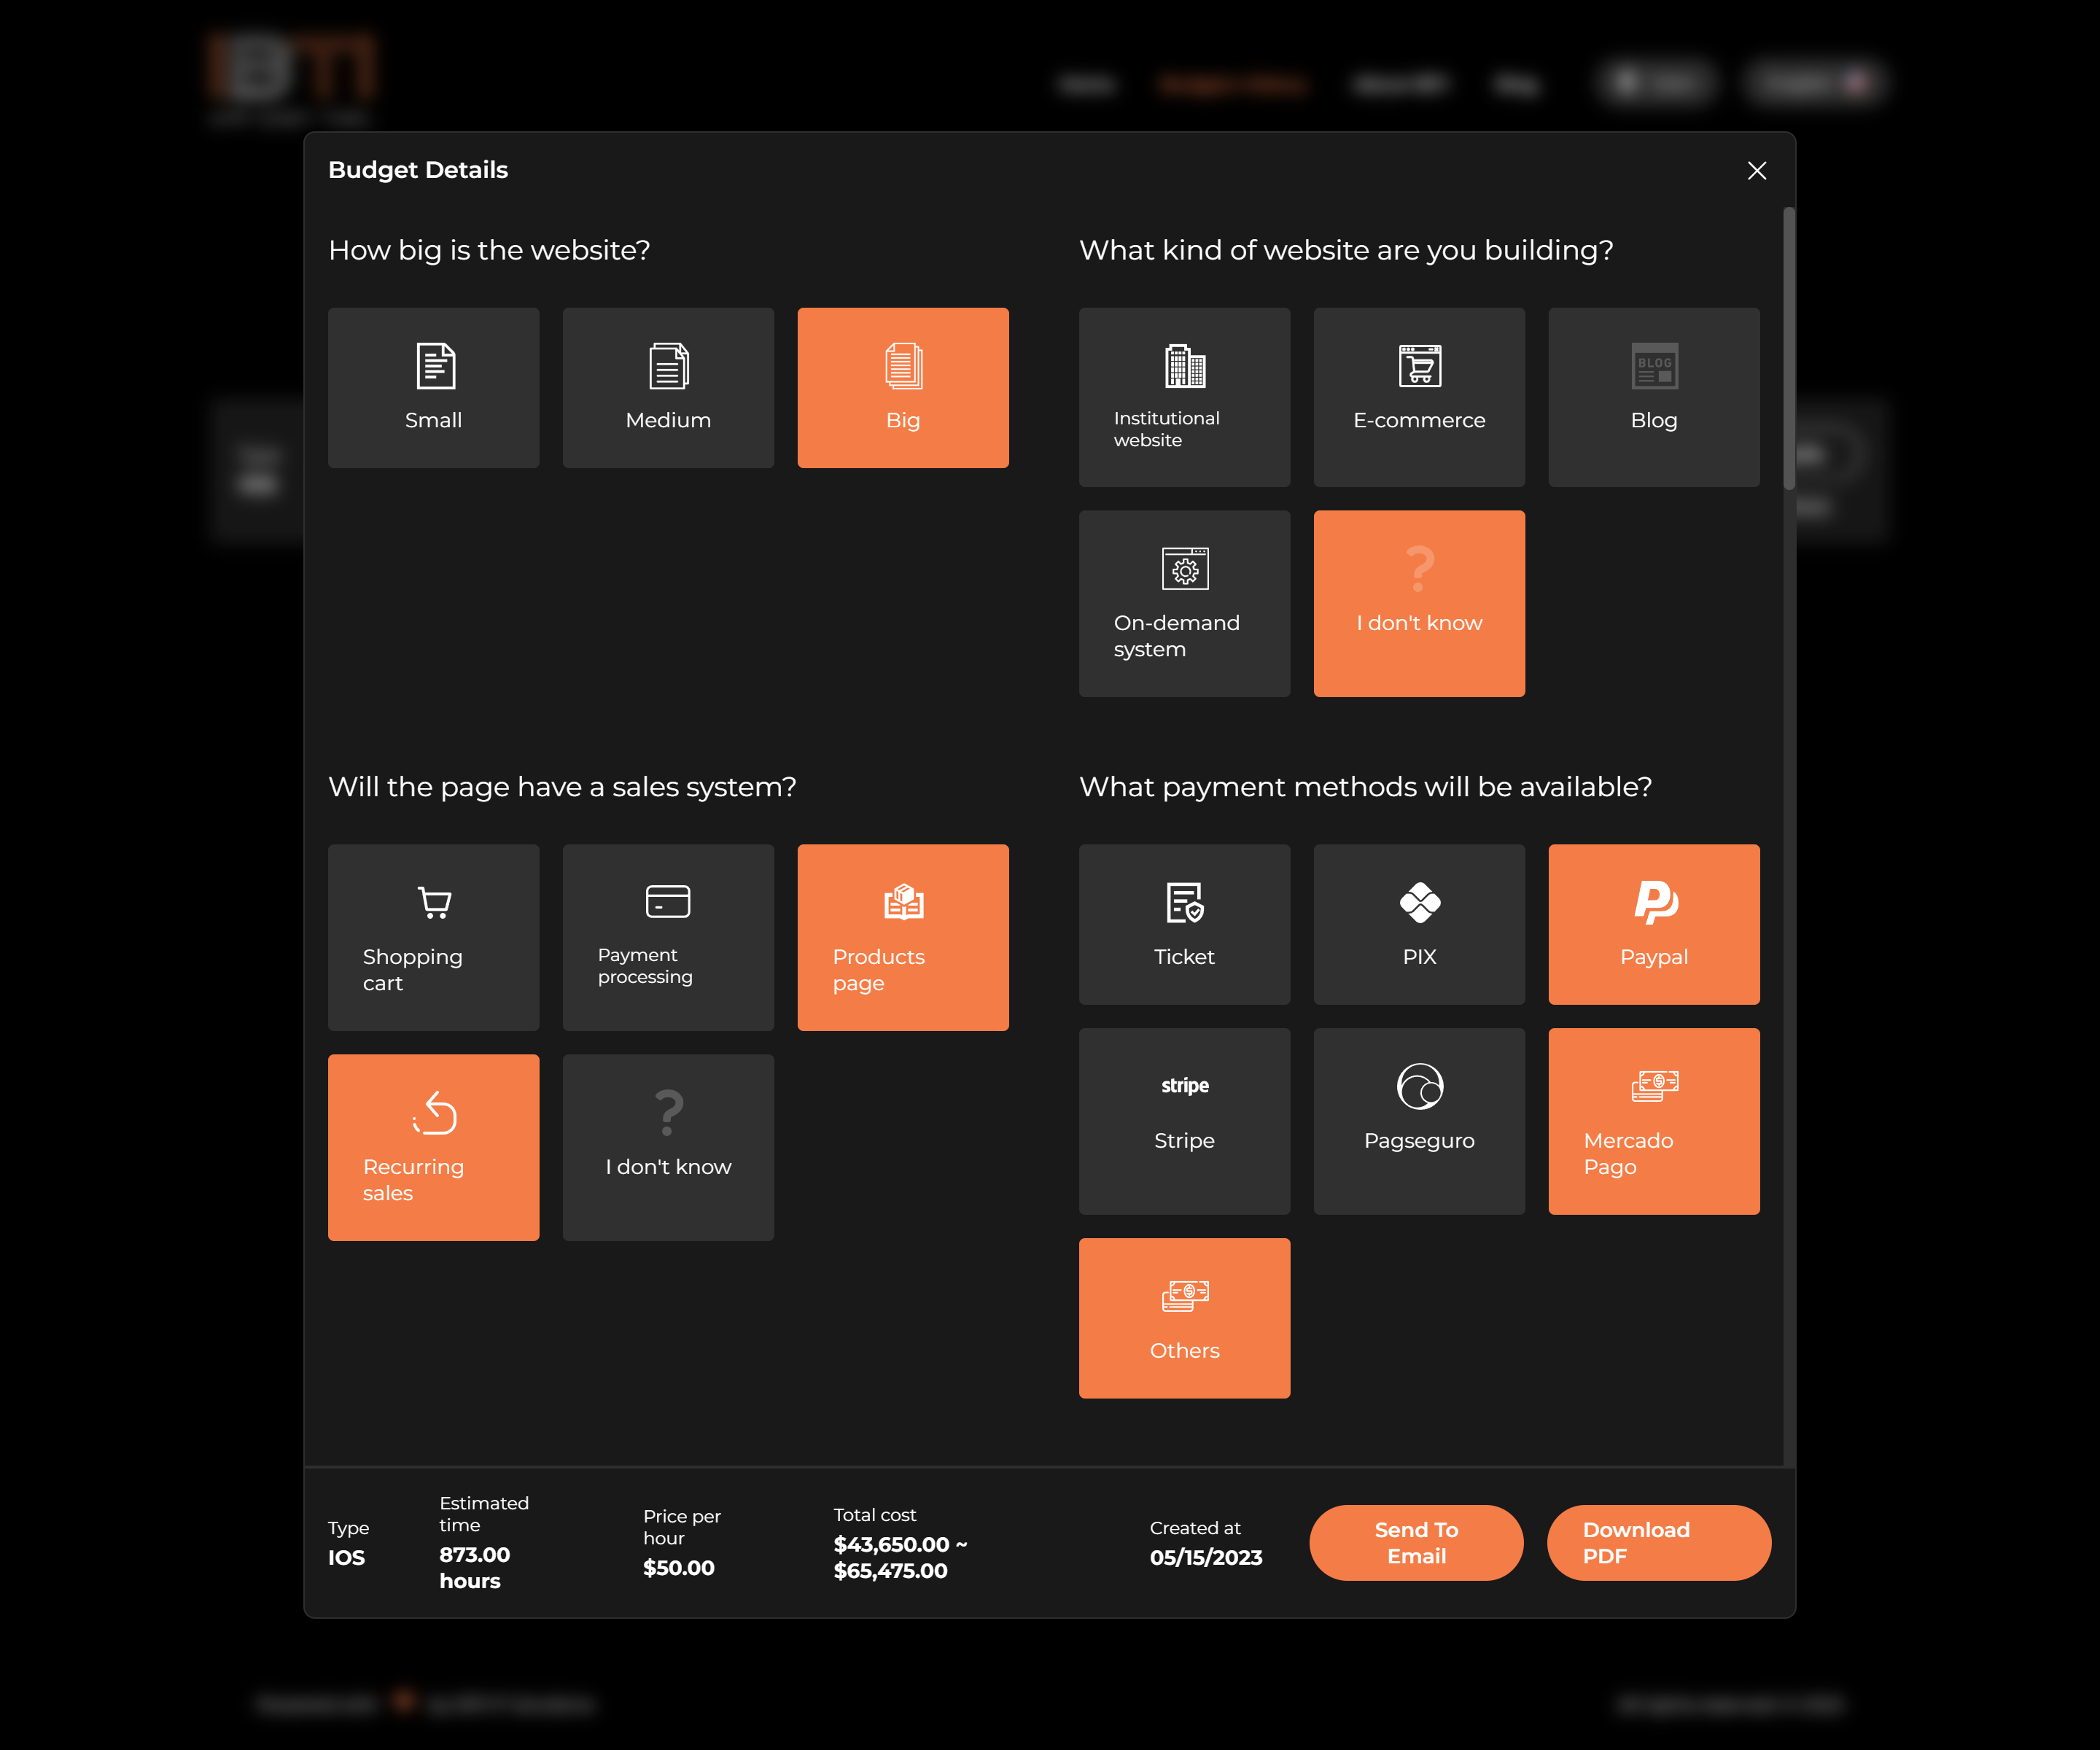 Budget Details
How big is the website?
Small
Medium
Big
What kind of website are you building?
Institutional
website
E-commerce
BLOG
Blog
On-demand
system
?
I don't know
Will the page have a sales system?
Shopping
cart
Payment
processing
Products
page
Recurring
sales
?
I don't know
What payment methods will be available?
Ticket
PIX
Paypal
stripe
Stripe
Pagseguro
Mercado
Pago
Others
Type
IOS
Estimated
time
873.00
hours
Price per
hour
$50.00
Total cost
$43,650.00 ~
$65,475.00
Created at
05/15/2023
Send To
Email
Download
PDF